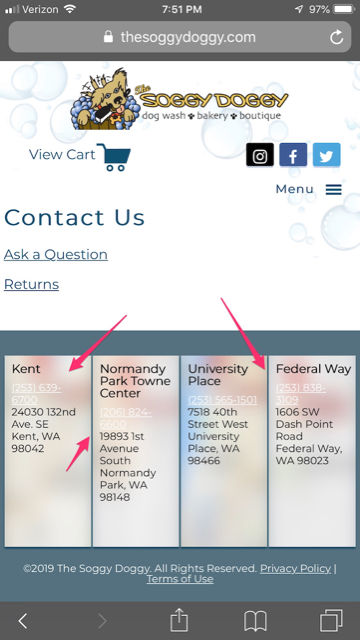 Verizon 7:51 PM 97%
thesoggydoggy.com
The
SOGGY DOGGY
dog wash bakery boutique
View Cart
Menu
Contact Us
Ask a Question
Returns
Kent
(253) 639-
6700
24030 132nd
Ave. SE
Kent, WA
98042
Normandy
Park Towne
Center
(206) 824-
6600
19893 1st
Avenue
South
Normandy
Park, WA
98148
University
Place
(253) 565-1501
7518 40th
Street West
University
Place, WA
98466
Federal Way
(253) 838-
3109
1606 SW
Dash Point
Road
Federal Way,
WA 98023
©2019 The Soggy Doggy. All Rights Reserved. Privacy Policy |
Terms of Use